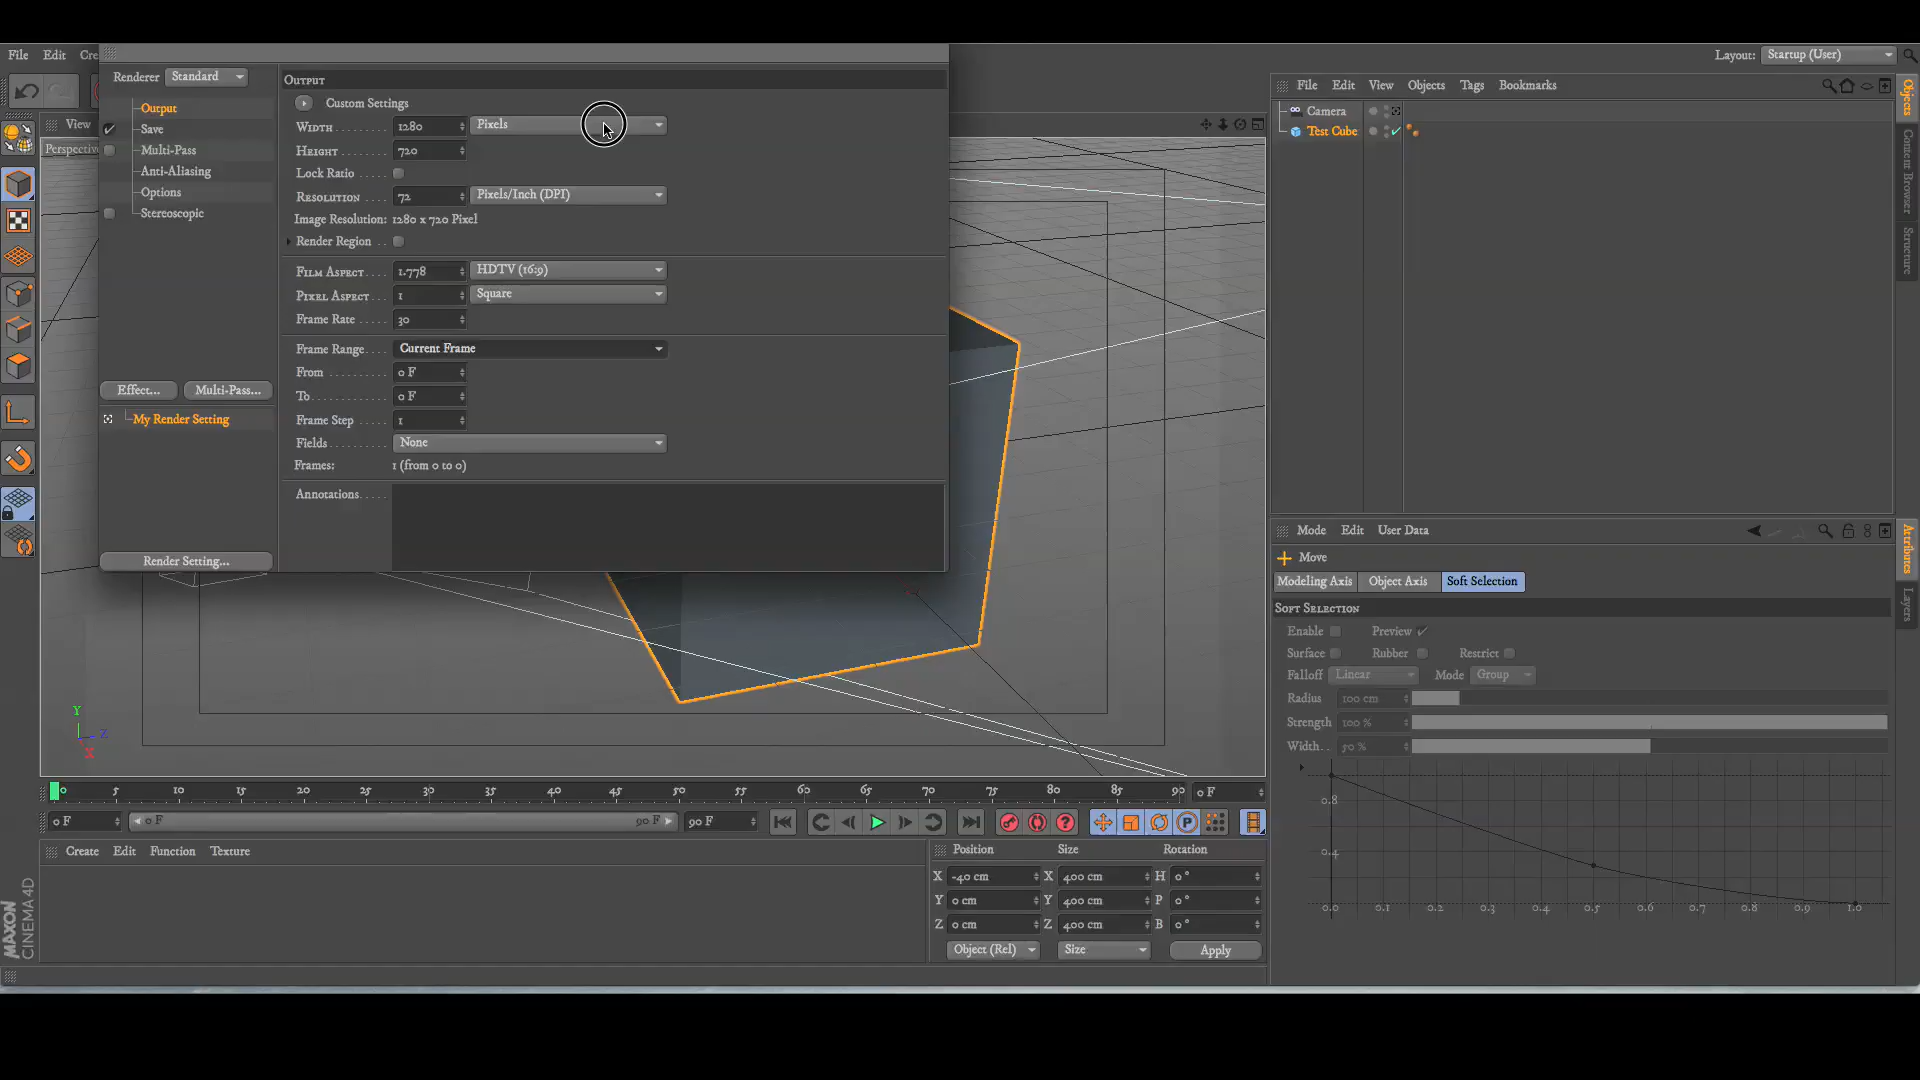 File Edit Cre
Layout: Startup (User)
Renderer Standard
Output
Save
Multi-Pass
Anti-Aliasing
Options
Stereoscopic
Effect... Multi-Pass...
My Render Setting
Render Setting...
Output
Custom Settings
Width 1280 Pixels
Height 720
Lock Ratio
Resolution 72 Pixels/Inch (DPI)
Image Resolution: 1280 x 720 Pixel
Render Region
Film Aspect 1.778 HDTV (16:9)
Pixel Aspect 1 Square
Frame Rate 30
Frame Range Current Frame
From 0 F
To 0 F
Frame Step 1
Fields None
Frames: 1 (from 0 to 0)
Annotations
View
Perspectiv
Y
Z
X
File Edit View Objects Tags Bookmarks
Camera
Test Cube
Objects
Content Browser
Structure
Mode Edit User Data
Move
Modeling Axis Object Axis Soft Selection
Soft Selection
Enable Preview
Surface Rubber Restrict
Falloff Linear Mode Group
Radius 100 cm
Strength 100 %
Width 50 %
0.8
0.4
0.0 0.1 0.2 0.3 0.4 0.5 0.6 0.7 0.8 0.9 1.0
Attributes
Layers
0 5 10 15 20 25 30 35 40 45 50 55 60 65 70 75 80 85 90 0 F
0 F 0 F 90 F 90 F
P
Create Edit Function Texture
Position Size Rotation
X -40 cm X 400 cm H 0 °
Y 0 cm Y 400 cm P 0 °
Z 0 cm Z 400 cm B 0 °
Object (Rel) Size Apply
MAXON
CINEMA 4D